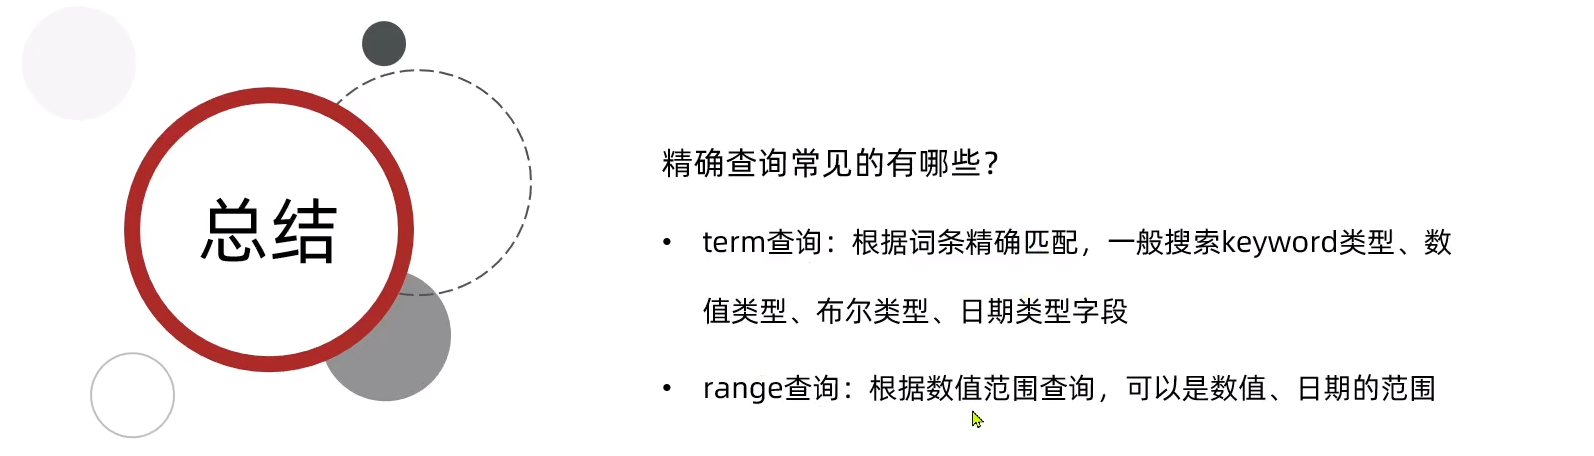 总结
精确查询常见的有哪些？
• term查询：根据词条精确匹配，一般搜索keyword类型、数
值类型、布尔类型、日期类型字段
• range查询：根据数值范围查询，可以是数值、日期的范围